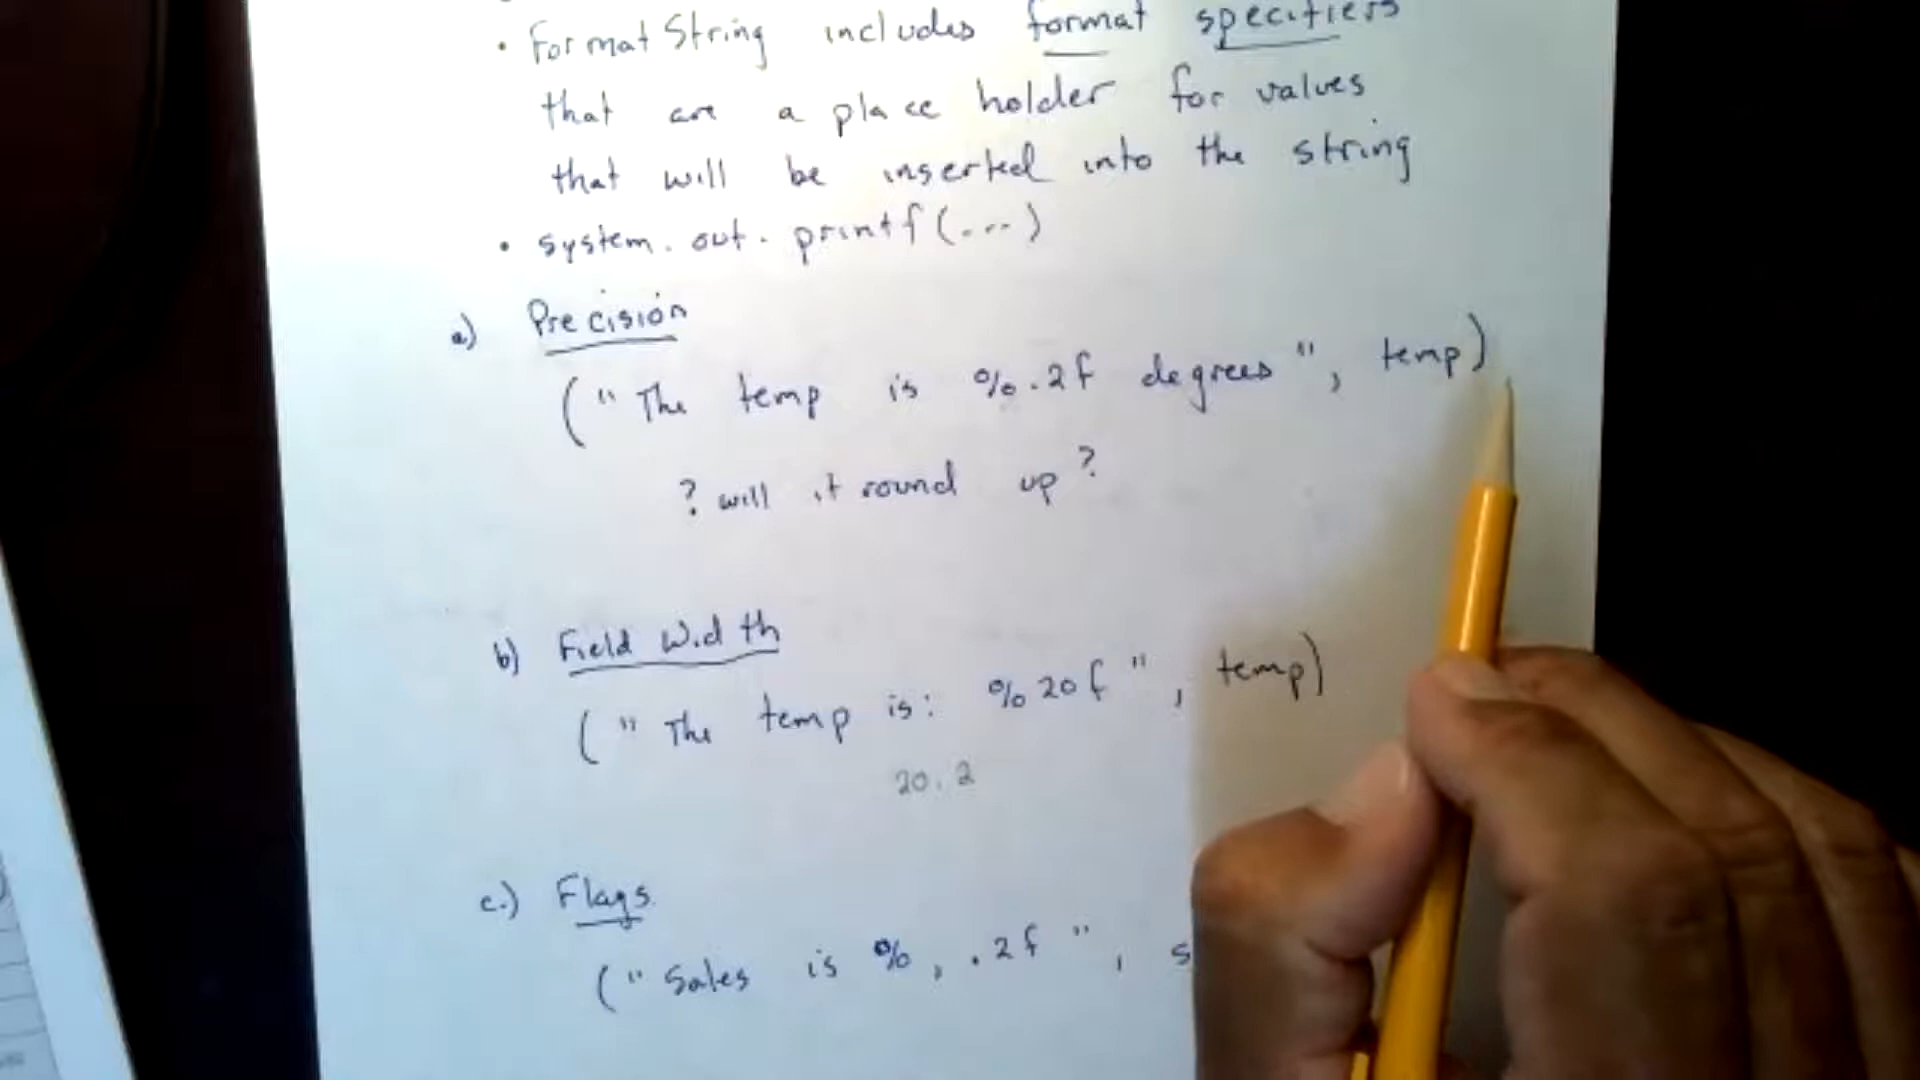 • Format String includes format specifiers
that are a place holder for values
that will be inserted into the string
• system.out.printf(...)
a) Precision
("The temp is %.2f degrees", temp)
? will it round up?
b) Field Width
("The temp is: %20f", temp)
20.2
c.) Flags
("Sales is %,.2f", s